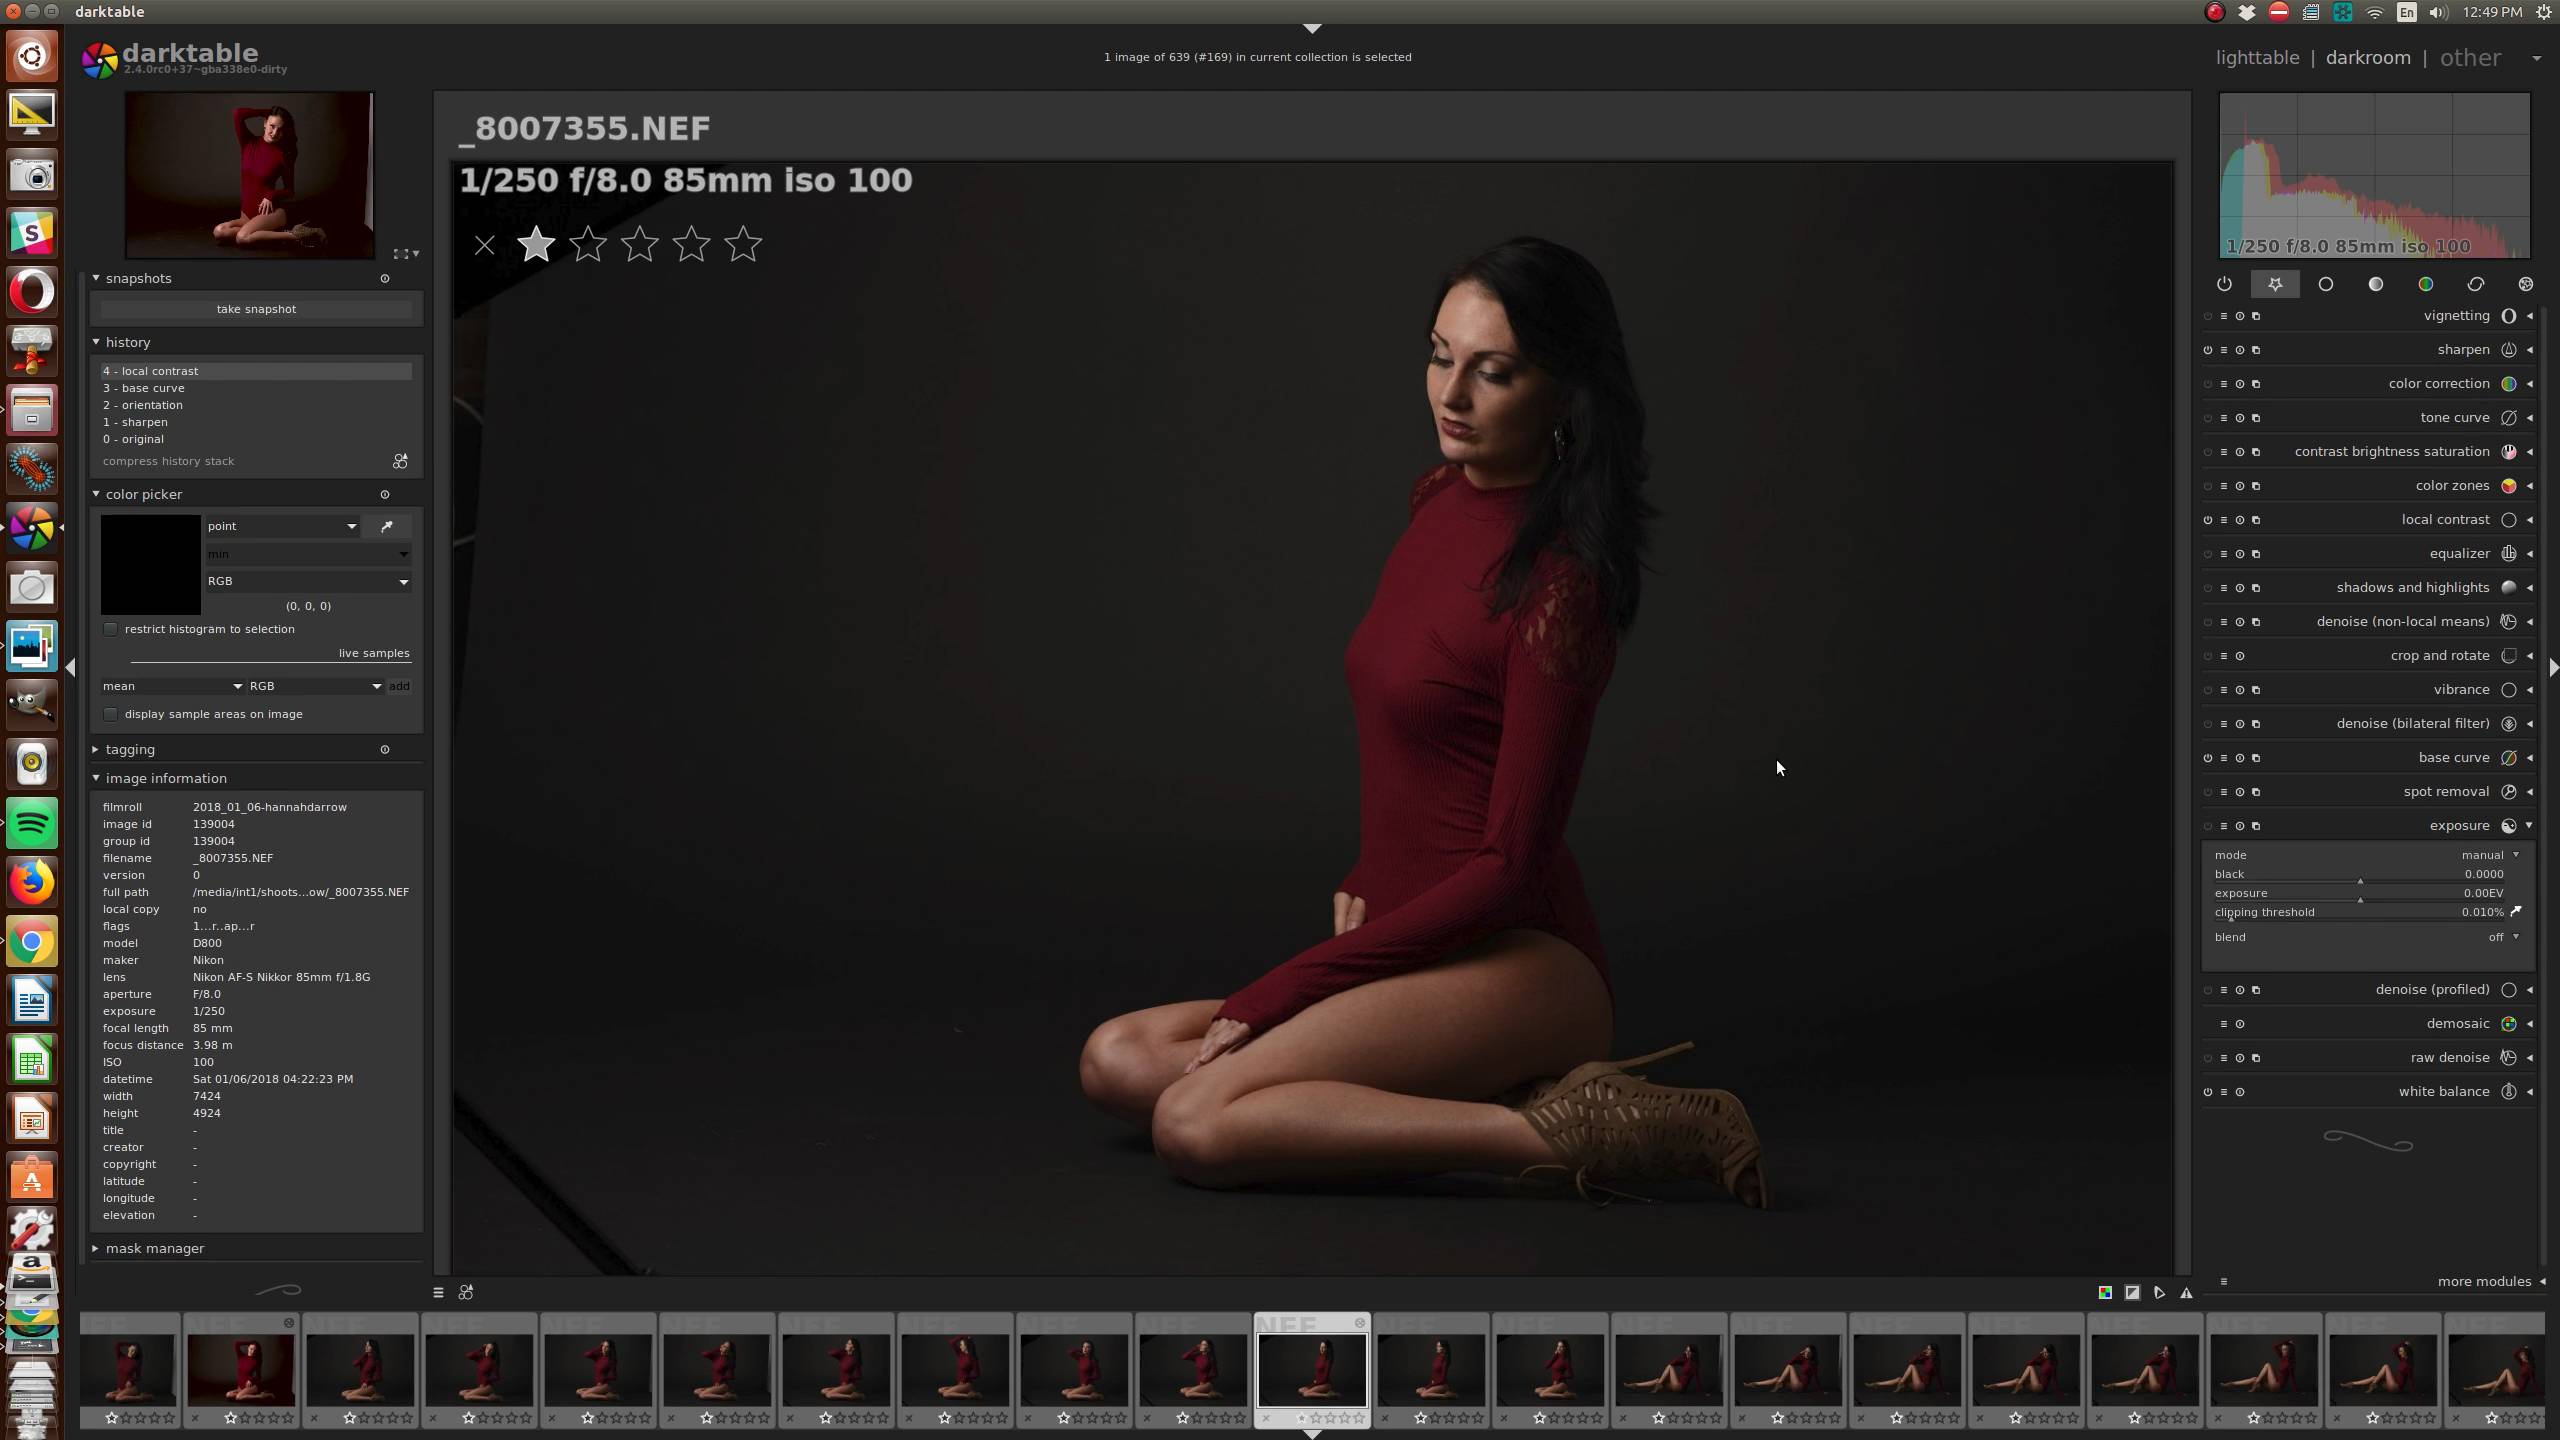 darktable
En
12:49 PM
darktable
2.4.0rc0+37~gba338e0-dirty
1 image of 639 (#169) in current collection is selected
lighttable | darkroom | other
_8007355.NEF
1/250 f/8.0 85mm iso 100
1/250 f/8.0 85mm iso 100
snapshots
take snapshot
history
4 - local contrast
3 - base curve
2 - orientation
1 - sharpen
0 - original
compress history stack
color picker
point
min
RGB
(0, 0, 0)
restrict histogram to selection
live samples
mean RGB add
display sample areas on image
tagging
image information
filmroll 2018_01_06-hannahdarrow
image id 139004
group id 139004
filename _8007355.NEF
version 0
full path /media/int1/shoots...ow/_8007355.NEF
local copy no
flags 1...r..ap...r
model D800
maker Nikon
lens Nikon AF-S Nikkor 85mm f/1.8G
aperture F/8.0
exposure 1/250
focal length 85 mm
focus distance 3.98 m
ISO 100
datetime Sat 01/06/2018 04:22:23 PM
width 7424
height 4924
title -
creator -
copyright -
latitude -
longitude -
elevation -
mask manager
vignetting
sharpen
color correction
tone curve
contrast brightness saturation
color zones
local contrast
equalizer
shadows and highlights
denoise (non-local means)
crop and rotate
vibrance
denoise (bilateral filter)
base curve
spot removal
exposure
mode manual
black 0.0000
exposure 0.00EV
clipping threshold 0.010%
blend off
denoise (profiled)
demosaic
raw denoise
white balance
more modules
NEF